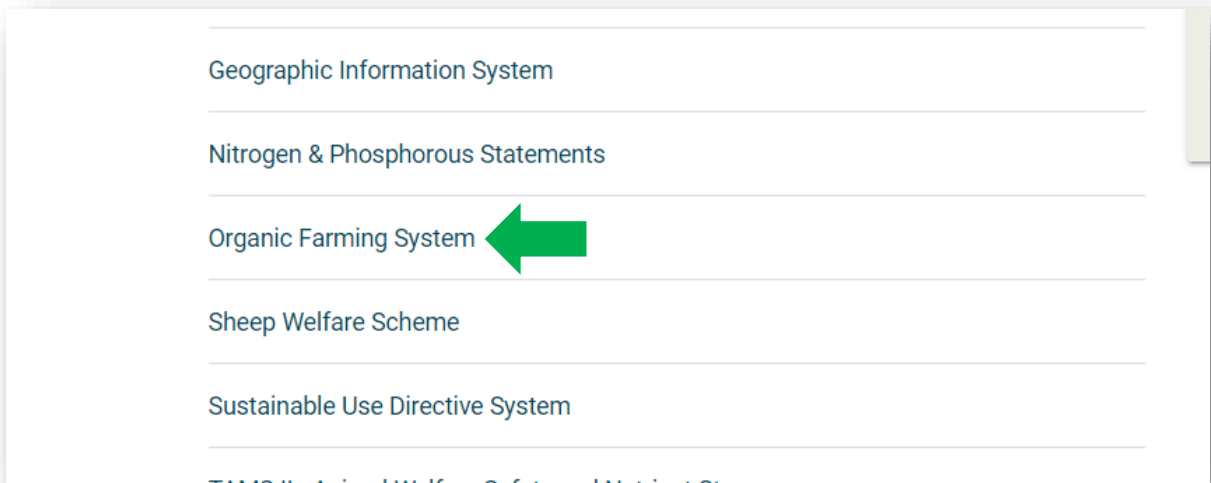 Geographic Information System
Nitrogen & Phosphorous Statements
Organic Farming System
Sheep Welfare Scheme
Sustainable Use Directive System